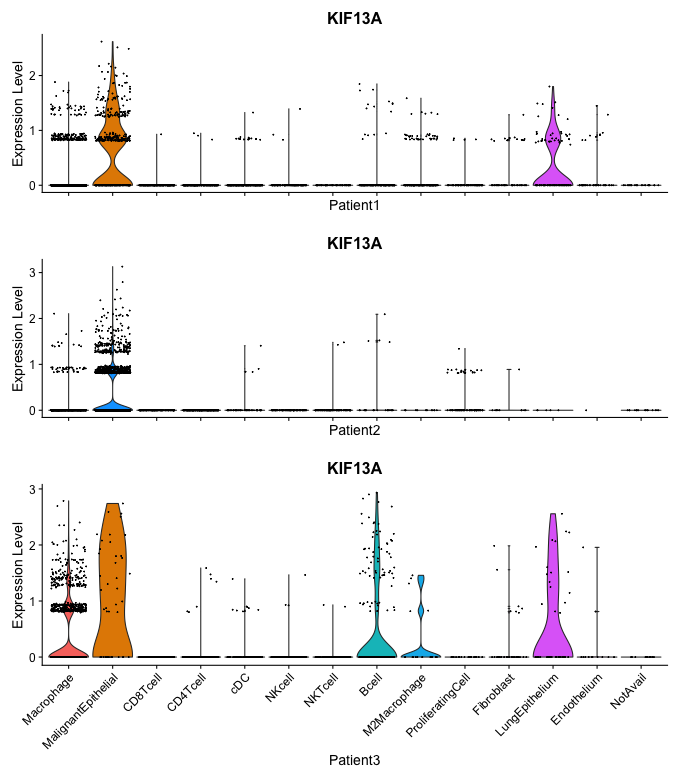 KIF13A
Expression Level
2
1
0
Patient1
KIF13A
Expression Level
3
2
1
0
Patient2
KIF13A
Expression Level
3
2
1
0
Macrophage
MalignantEpithelial
CD8Tcell
CD4Tcell
cDC
NKcell
NKTcell
Bcell
M2Macrophage
ProliferatingCell
Fibroblast
LungEpithelium
Endothelium
NotAvail
Patient3